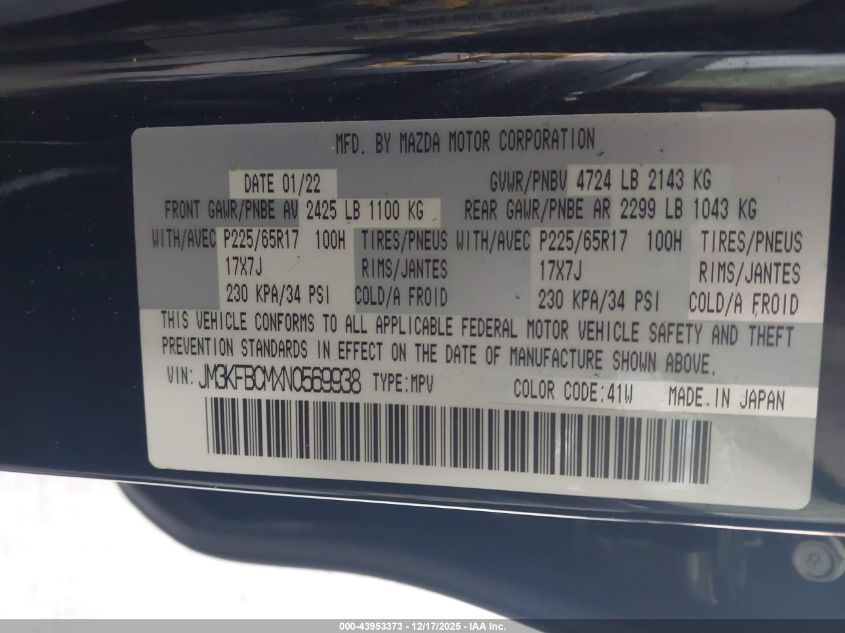 MFD. BY MAZDA MOTOR CORPORATION
DATE 01/22 GVWR/PNBV 4724 LB 2143 KG
FRONT GAWR/PNBE AV 2425 LB 1100 KG REAR GAWR/PNBE AR 2299 LB 1043 KG
WITH/AVEC P225/65R17 100H TIRES/PNEUS WITH/AVEC P225/65R17 100H TIRES/PNEUS
17X7J RIMS/JANTES 17X7J RIMS/JANTES
230 KPA/34 PSI COLD/A FROID 230 KPA/34 PSI COLD/A FROID
THIS VEHICLE CONFORMS TO ALL APPLICABLE FEDERAL MOTOR VEHICLE SAFETY AND THEFT
PREVENTION STANDARDS IN EFFECT ON THE DATE OF MANUFACTURE SHOWN ABOVE.
VIN: JM3KFBCMXN0569938 TYPE:MPV COLOR CODE:41W MADE IN JAPAN
000-43953373 | 12/17/2025 | IAA Inc.